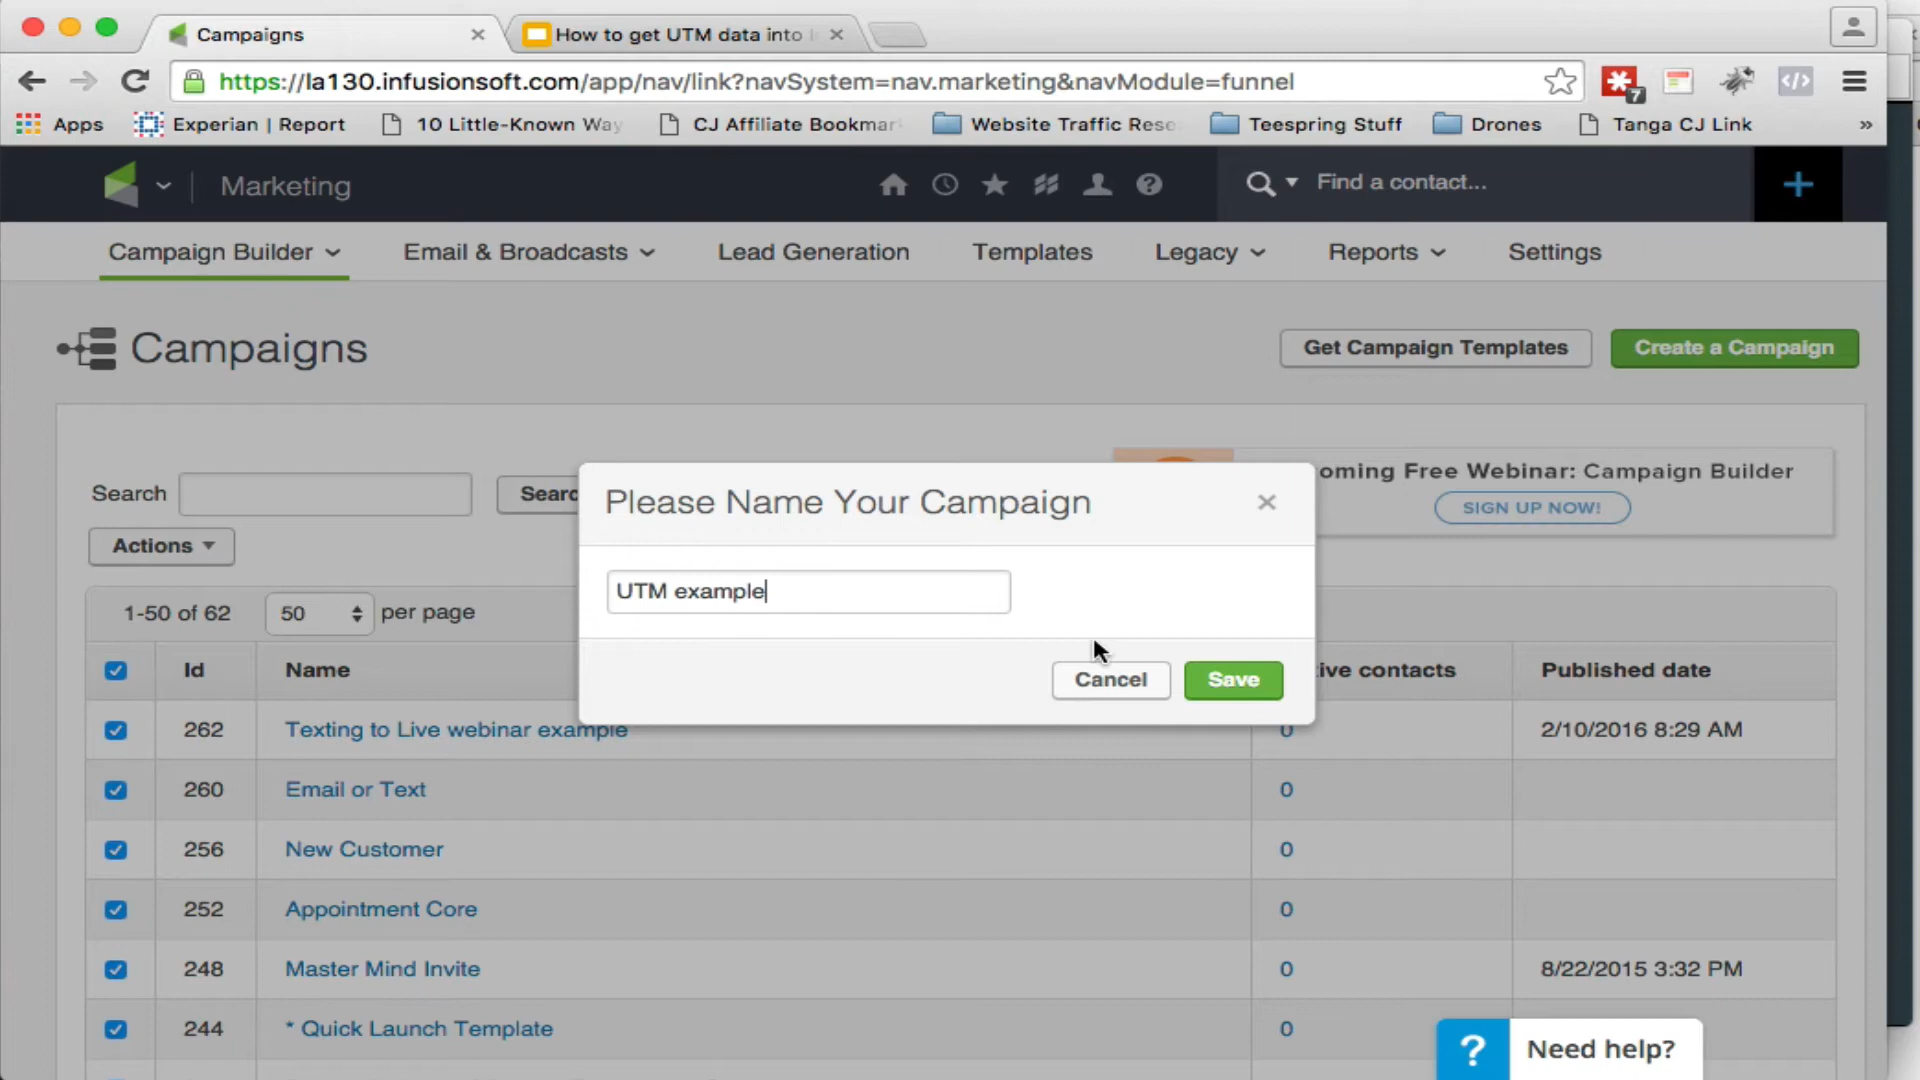 Campaigns
How to get UTM data into
https://la130.infusionsoft.com/app/nav/link?navSystem=nav.marketing&navModule=funnel
7
Apps
Experian | Report
10 Little-Known Way
CJ Affiliate Bookmar
Website Traffic Rese
Teespring Stuff
Drones
Tanga CJ Link
»
Marketing
Find a contact...
Campaign Builder
Email & Broadcasts
Lead Generation
Templates
Legacy
Reports
Settings
Campaigns
Get Campaign Templates
Create a Campaign
oming Free Webinar: Campaign Builder
SIGN UP NOW!
Search
Searc
Please Name Your Campaign
Actions
UTM example
1-50 of 62
50
per page
Cancel
Save
Id
Name
ive contacts
Published date
262
Texting to Live webinar example
0
2/10/2016 8:29 AM
260
Email or Text
0
256
New Customer
0
252
Appointment Core
0
248
Master Mind Invite
0
8/22/2015 3:32 PM
244
* Quick Launch Template
0
? Need help?